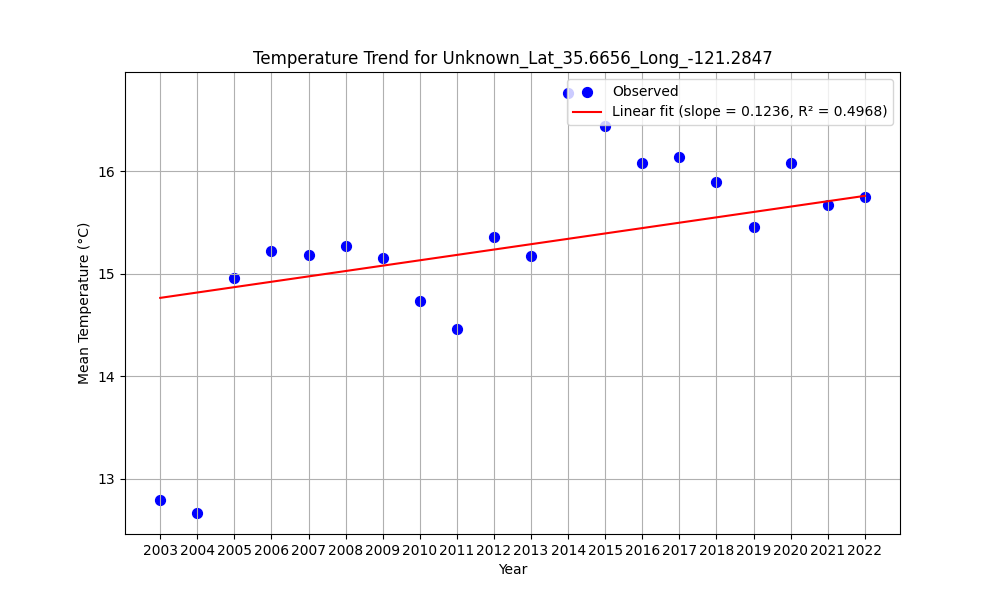 Temperature Trend for Unknown_Lat_35.6656_Long_-121.2847
Observed
Linear fit (slope = 0.1236, R² = 0.4968)
Mean Temperature (°C)
16
15
14
13
2003 2004 2005 2006 2007 2008 2009 2010 2011 2012 2013 2014 2015 2016 2017 2018 2019 2020 2021 2022
Year